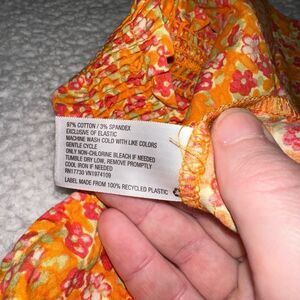 97% COTTON / 3% SPANDEX
EXCLUSIVE OF ELASTIC
MACHINE WASH COLD WITH LIKE COLORS
GENTLE CYCLE
ONLY NON-CHLORINE BLEACH IF NEEDED
TUMBLE DRY LOW, REMOVE PROMPTLY
COOL IRON IF NEEDED
RN17730 VN1974109
LABEL MADE FROM 100% RECYCLED PLASTIC